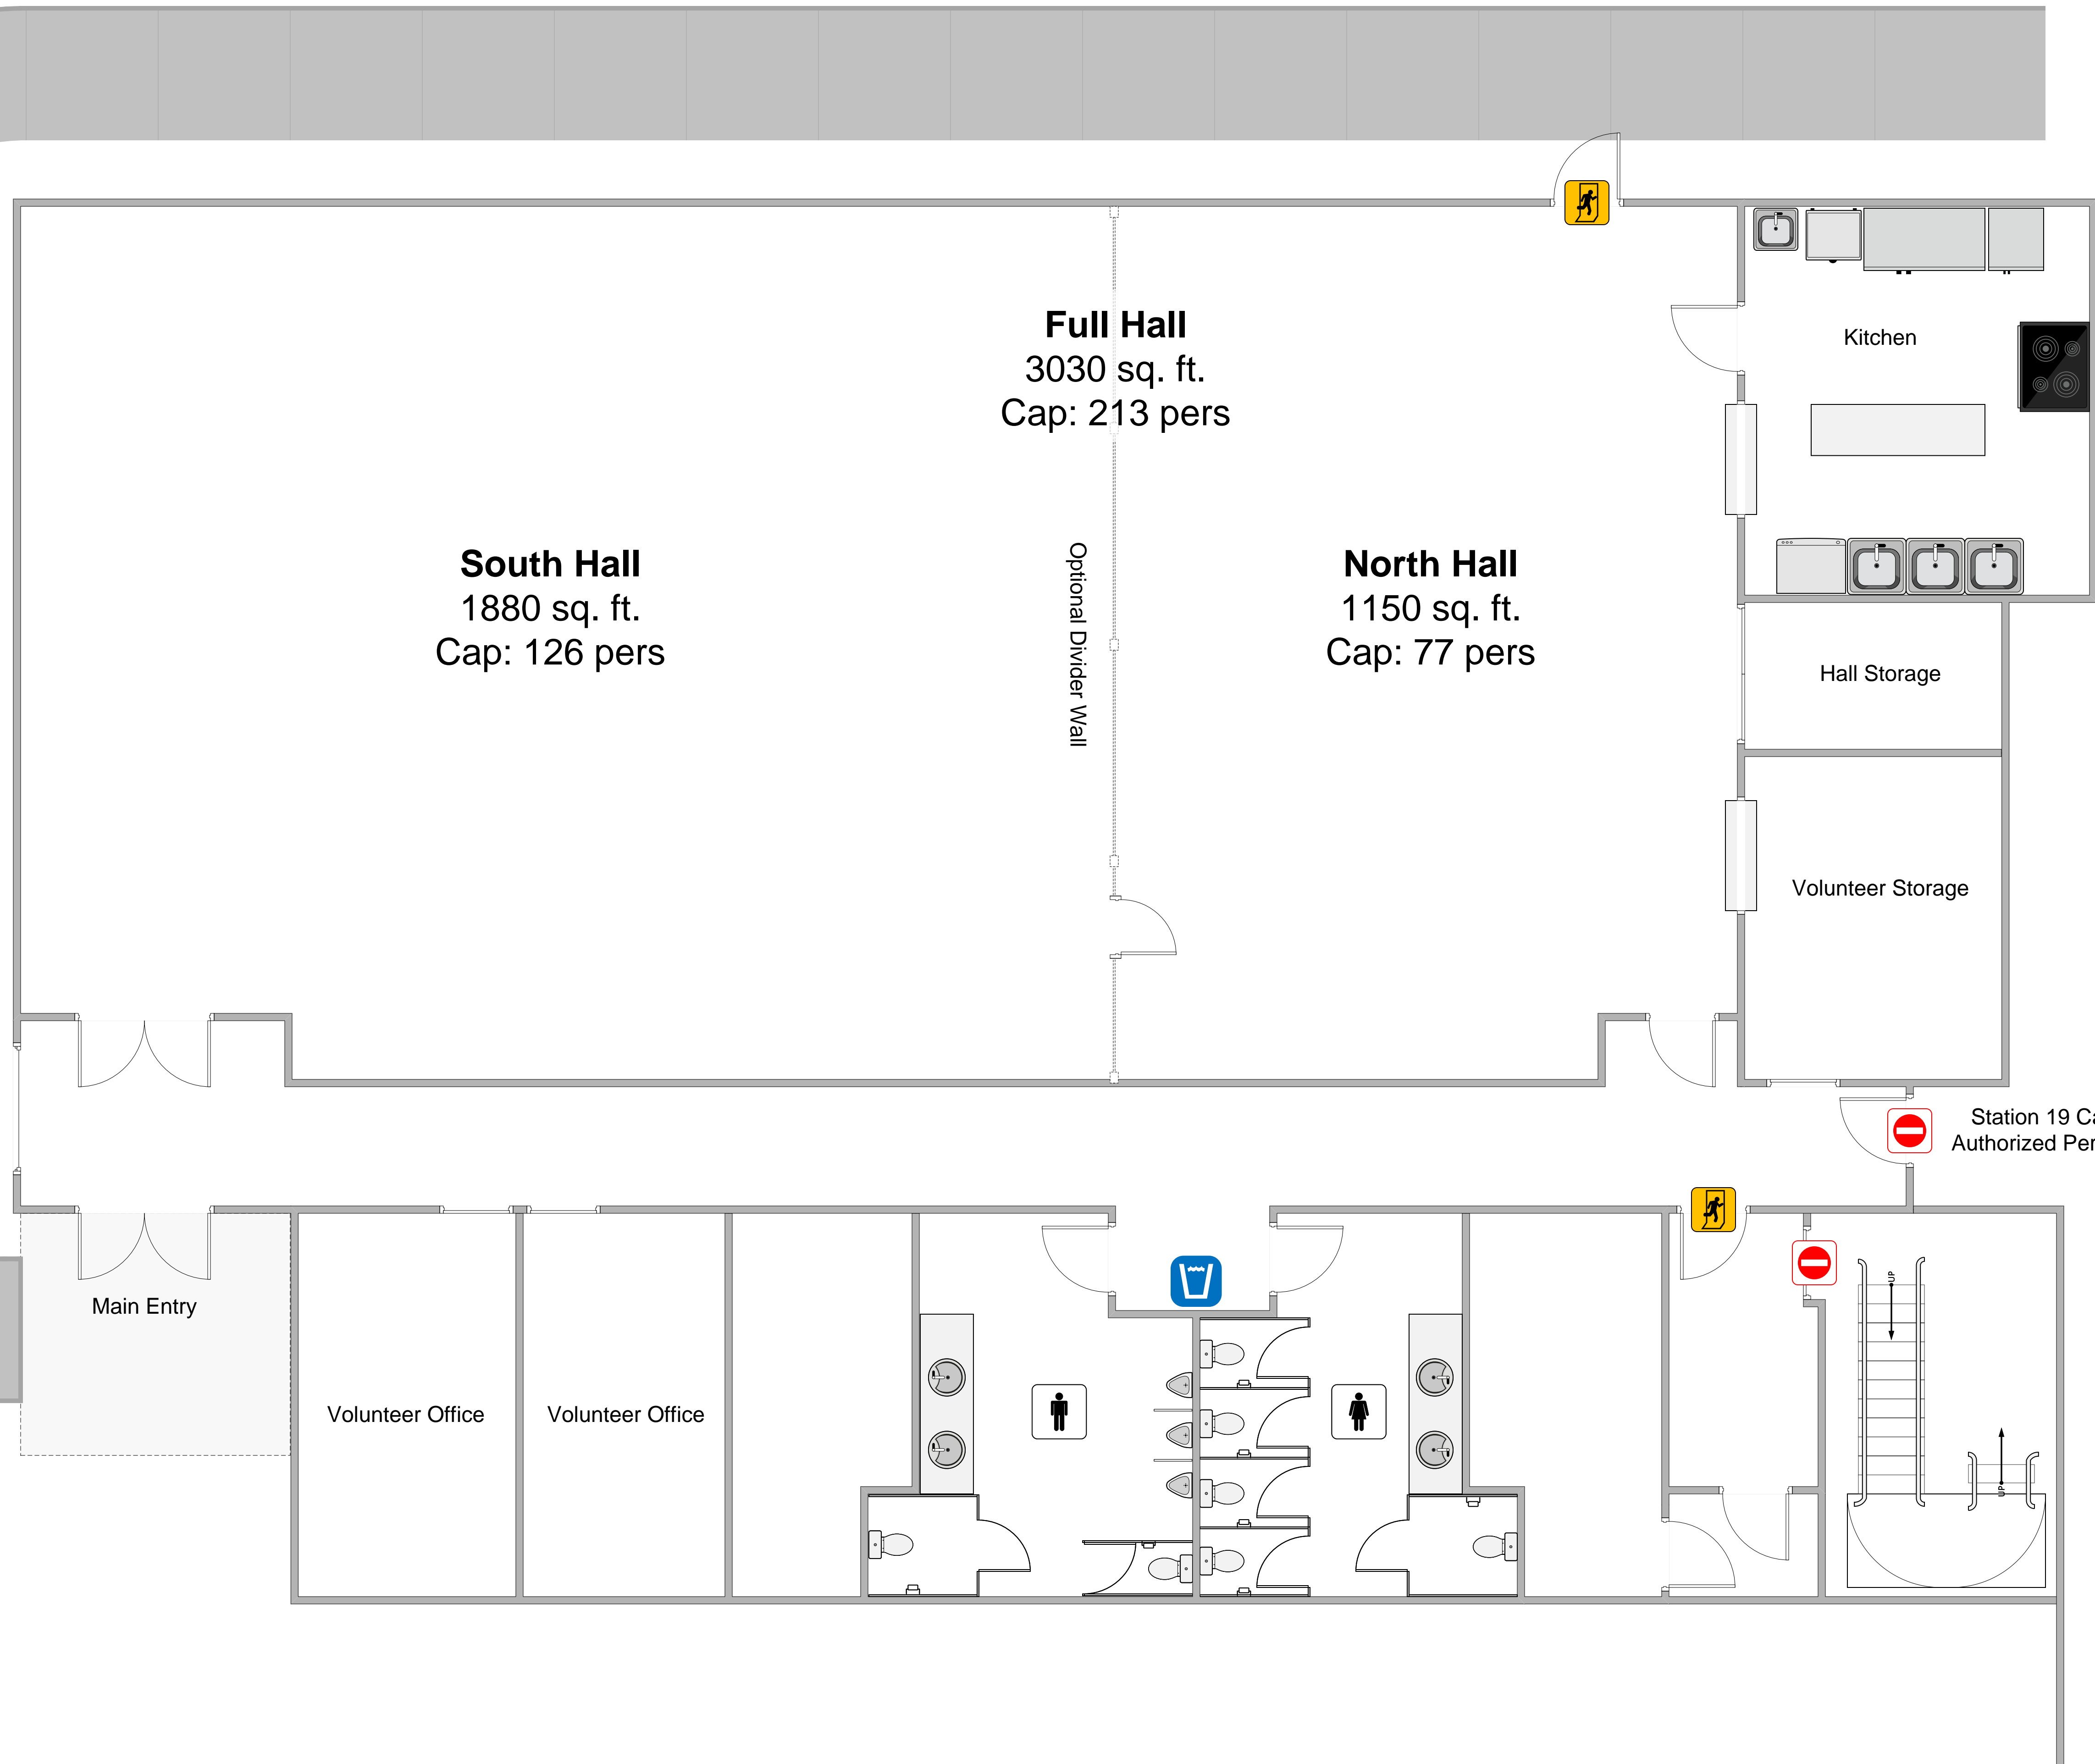 Full Hall
3030 sq. ft.
Cap: 213 pers
Kitchen
South Hall
1880 sq. ft.
Cap: 126 pers
Optional Divider Wall
North Hall
1150 sq. ft.
Cap: 77 pers
Hall Storage
Volunteer Storage
Station 19
Authorized
UP
Main Entry
Volunteer Office
Volunteer Office
UP